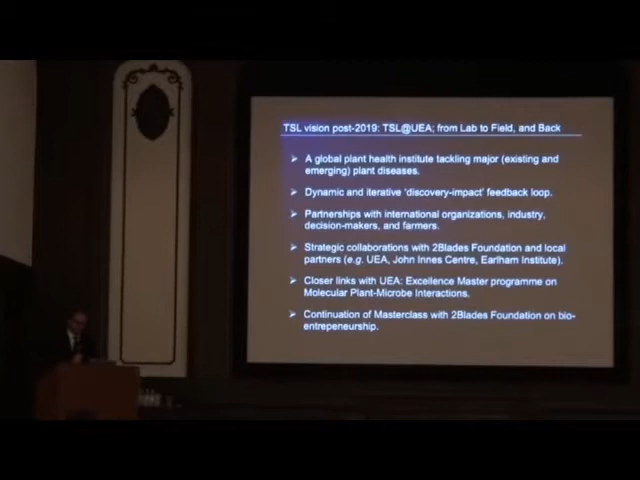 TSL vision post-2019: TSL@UEA; from Lab to Field, and Back
➢ A global plant health institute tackling major (existing and
emerging) plant diseases.
➢ Dynamic and iterative 'discovery-impact' feedback loop.
➢ Partnerships with international organizations, industry,
decision-makers, and farmers.
➢ Strategic collaborations with 2Blades Foundation and local
partners (e.g. UEA, John Innes Centre, Earlham Institute).
➢ Closer links with UEA: Excellence Master programme on
Molecular Plant-Microbe Interactions.
➢ Continuation of Masterclass with 2Blades Foundation on bio-
entrepeneurship.